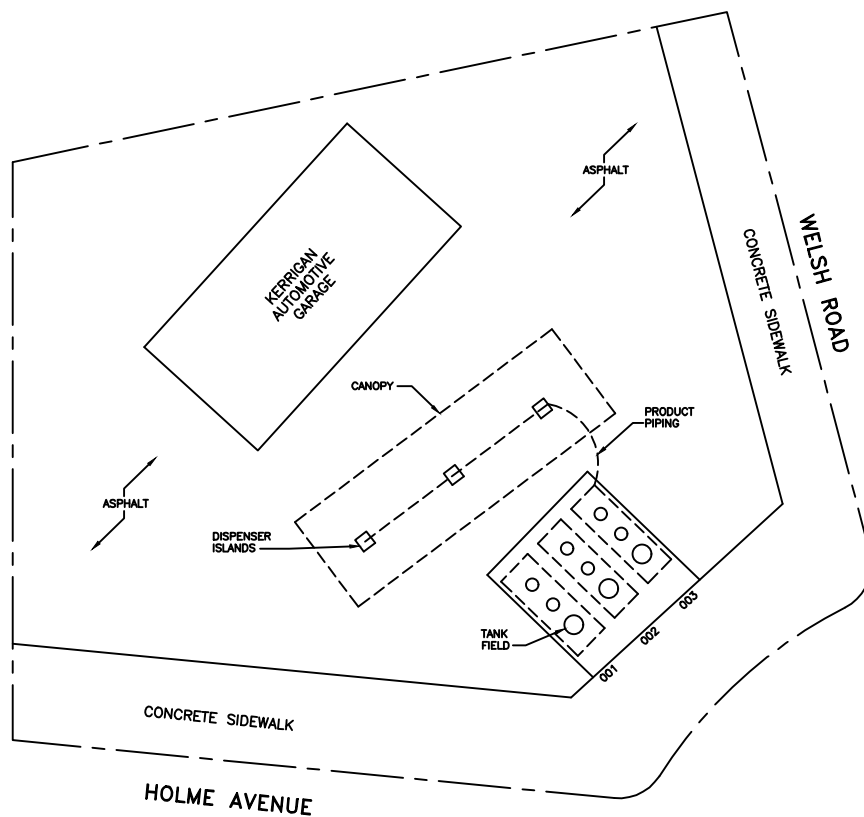 ASPHALT
WELSH ROAD
CONCRETE SIDEWALK
KERRIGAN
AUTOMOTIVE
GARAGE
CANOPY
PRODUCT
PIPING
ASPHALT
DISPENSER
ISLANDS
TANK
FIELD
001
002
003
CONCRETE SIDEWALK
HOLME AVENUE